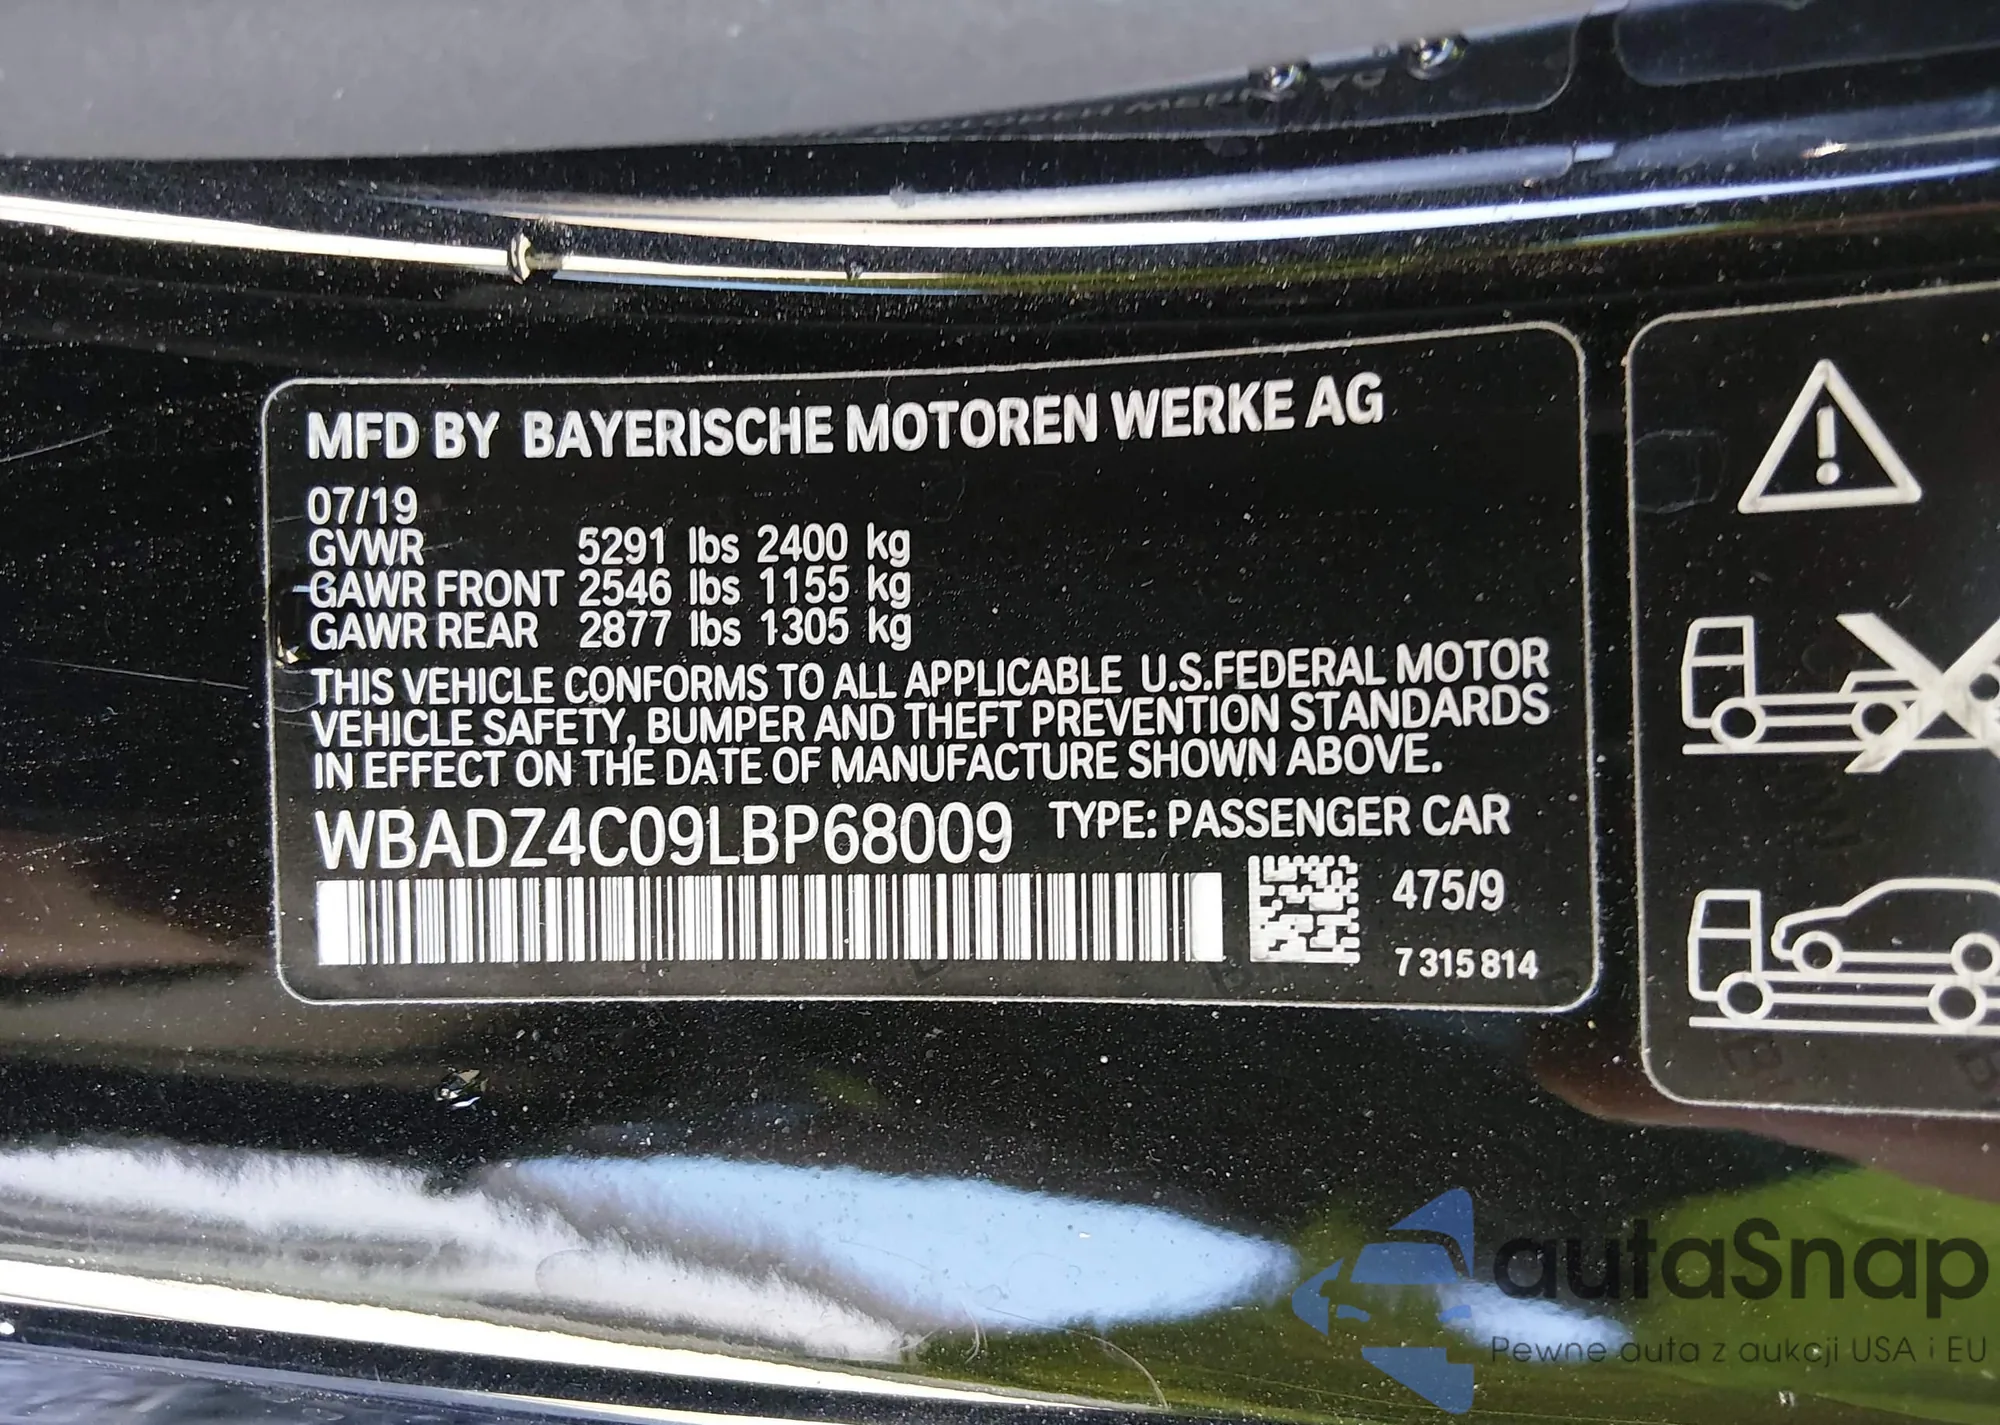 MFD BY BAYERISCHE MOTOREN WERKE AG
07/19
GVWR 5291 lbs 2400 kg
GAWR FRONT 2546 lbs 1155 kg
GAWR REAR 2877 lbs 1305 kg
THIS VEHICLE CONFORMS TO ALL APPLICABLE U.S.FEDERAL MOTOR
VEHICLE SAFETY, BUMPER AND THEFT PREVENTION STANDARDS
IN EFFECT ON THE DATE OF MANUFACTURE SHOWN ABOVE.
WBADZ4C09LBP68009 TYPE: PASSENGER CAR
475/9
7 315 814
autaSnap
Pewne auta z aukcji USA i EU